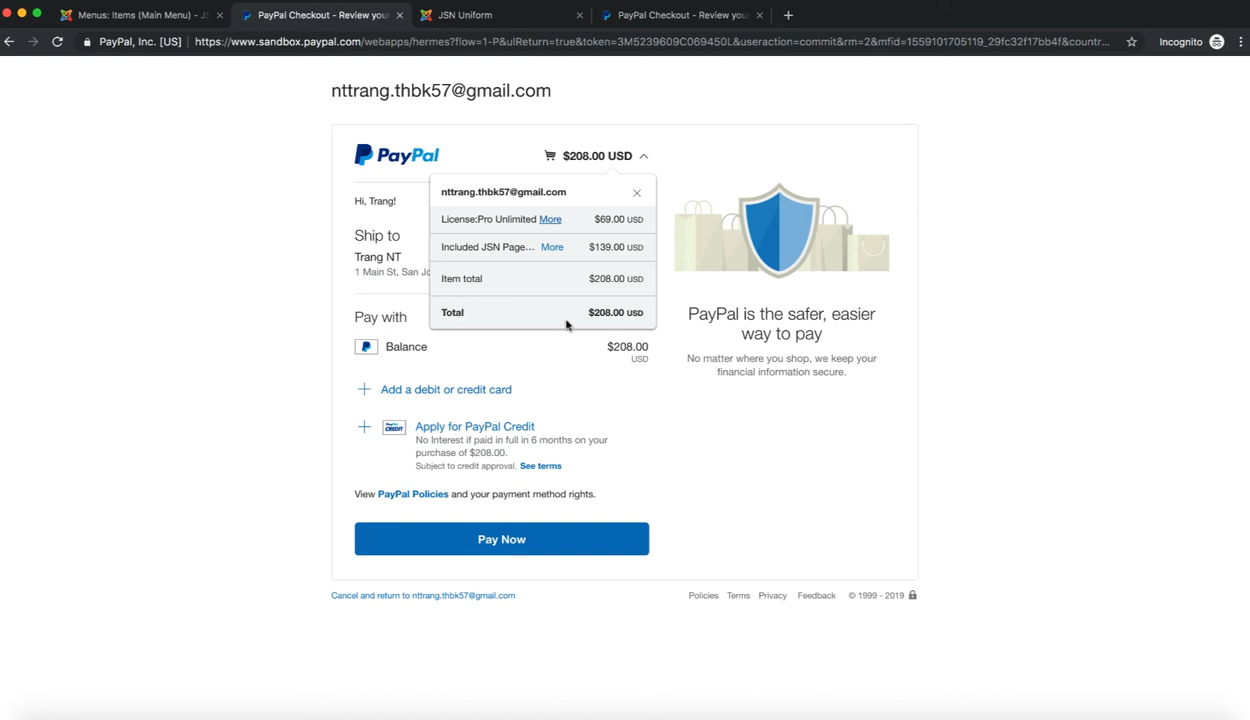 Menus: Items (Main Menu) - JS
PayPal Checkout - Review your
JSN Uniform
PayPal Checkout - Review your
PayPal, Inc. [US]
https://www.sandbox.paypal.com/webapps/hermes?flow=1-P&ulReturn=true&token=3M5239609C069450L&useraction=commit&rm=2&mfid=1559101705119_29fc32f17bb4f&countr...
Incognito
nttrang.thbk57@gmail.com
PayPal
$208.00 USD
nttrang.thbk57@gmail.com
License:Pro Unlimited More $69.00 USD
Included JSN Page... More $139.00 USD
Item total $208.00 USD
Total $208.00 USD
Hi, Trang!
Ship to
Trang NT
1 Main St, San Jo
Pay with
Balance $208.00
USD
Add a debit or credit card
PayPal
CREDIT
Apply for PayPal Credit
No Interest if paid in full in 6 months on your
purchase of $208.00.
Subject to credit approval. See terms
View PayPal Policies and your payment method rights.
Pay Now
PayPal is the safer, easier
way to pay
No matter where you shop, we keep your
financial information secure.
Cancel and return to nttrang.thbk57@gmail.com
Policies Terms Privacy Feedback © 1999 - 2019